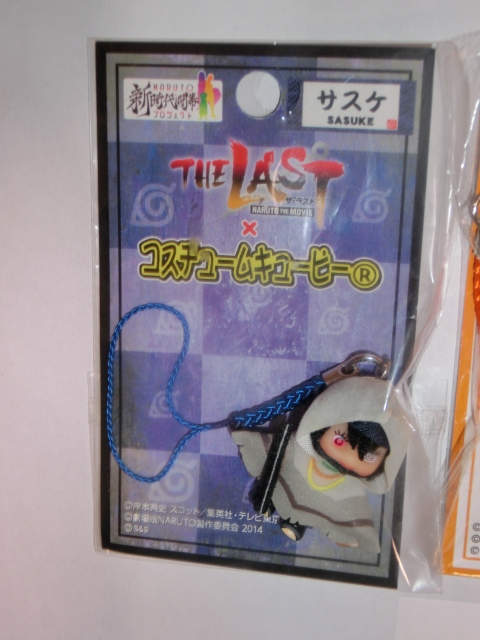 NARUTO
新時代開幕
プロジェクト
サスケ
SASUKE
THE LAST
ザ・ラスト
NARUTO THE MOVIE
×
コスチュームキューピー®
©岸本斉史 スコット／集英社・テレビ東京
©劇場版NARUTO製作委員会 2014
©S&S